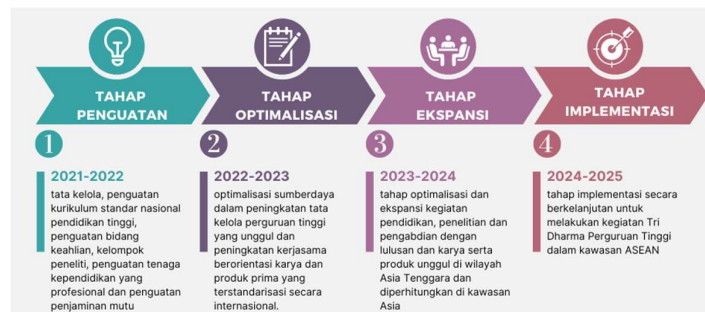 TAHAP
PENGUATAN
TAHAP
OPTIMALISASI
TAHAP
EKSPANSI
TAHAP
IMPLEMENTASI
1
2021-2022
tata kelola, penguatan
kurikulum standar nasional
pendidikan tinggi,
penguatan bidang
keahlian, kelompok
peneliti, penguatan tenaga
kependidikan yang
profesional dan penguatan
penjaminan mutu
2
2022-2023
optimalisasi sumberdaya
dalam peningkatan tata
kelola perguruan tinggi
yang unggul dan
peningkatan kerjasama
berorientasi karya dan
produk prima yang
terstandarisasi secara
internasional.
3
2023-2024
tahap optimalisasi dan
ekspansi kegiatan
pendidikan, penelitian dan
pengabdian dengan
lulusan dan karya serta
produk unggul di wilayah
Asia Tenggara dan
diperhitungkan di kawasan
Asia
4
2024-2025
tahap implementasi secara
berkelanjutan untuk
melakukan kegiatan Tri
Dharma Perguruan Tinggi
dalam kawasan ASEAN